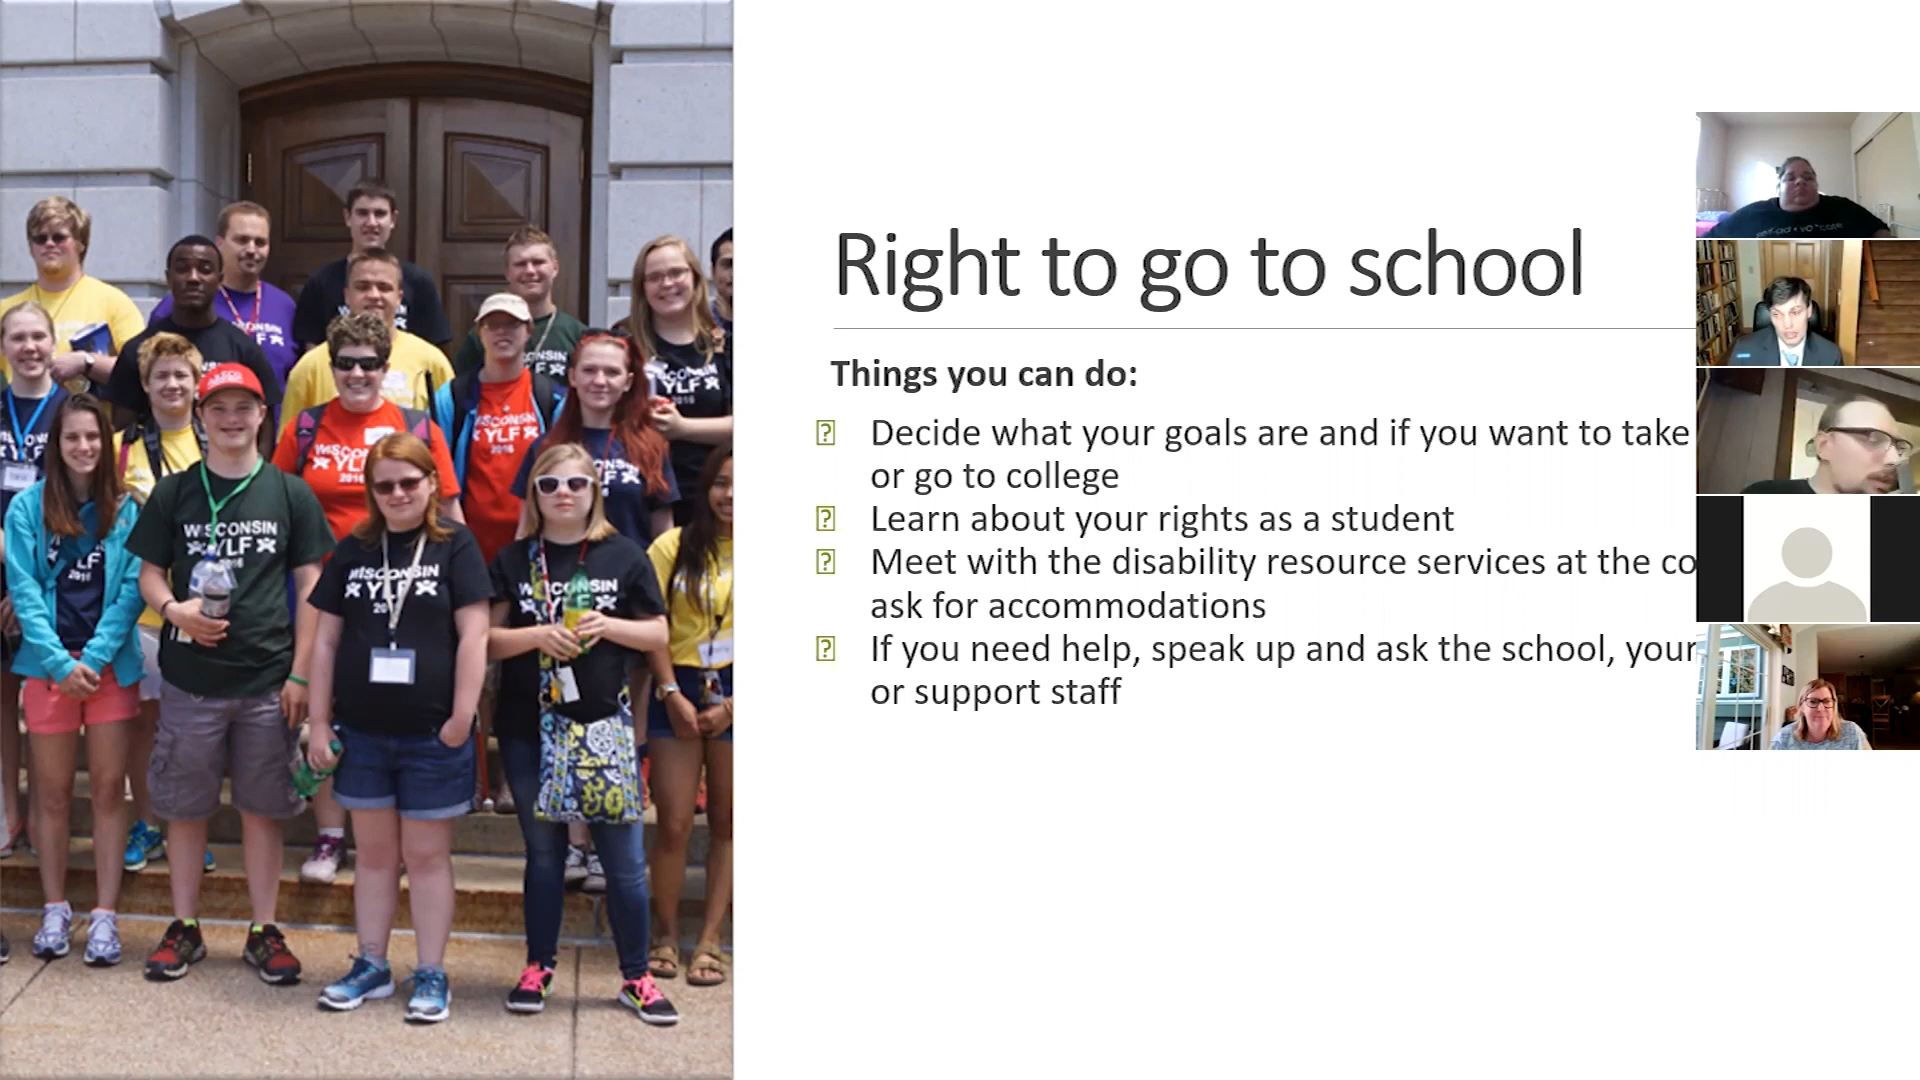 Right to go to school
Things you can do:
Decide what your goals are and if you want to take
or go to college
Learn about your rights as a student
Meet with the disability resource services at the co
ask for accommodations
If you need help, speak up and ask the school, your
or support staff
WISCONSIN
YLF
2016
WISCONSIN
YLF
WISCONSIN
YLF
2016
WISCONSIN
YLF